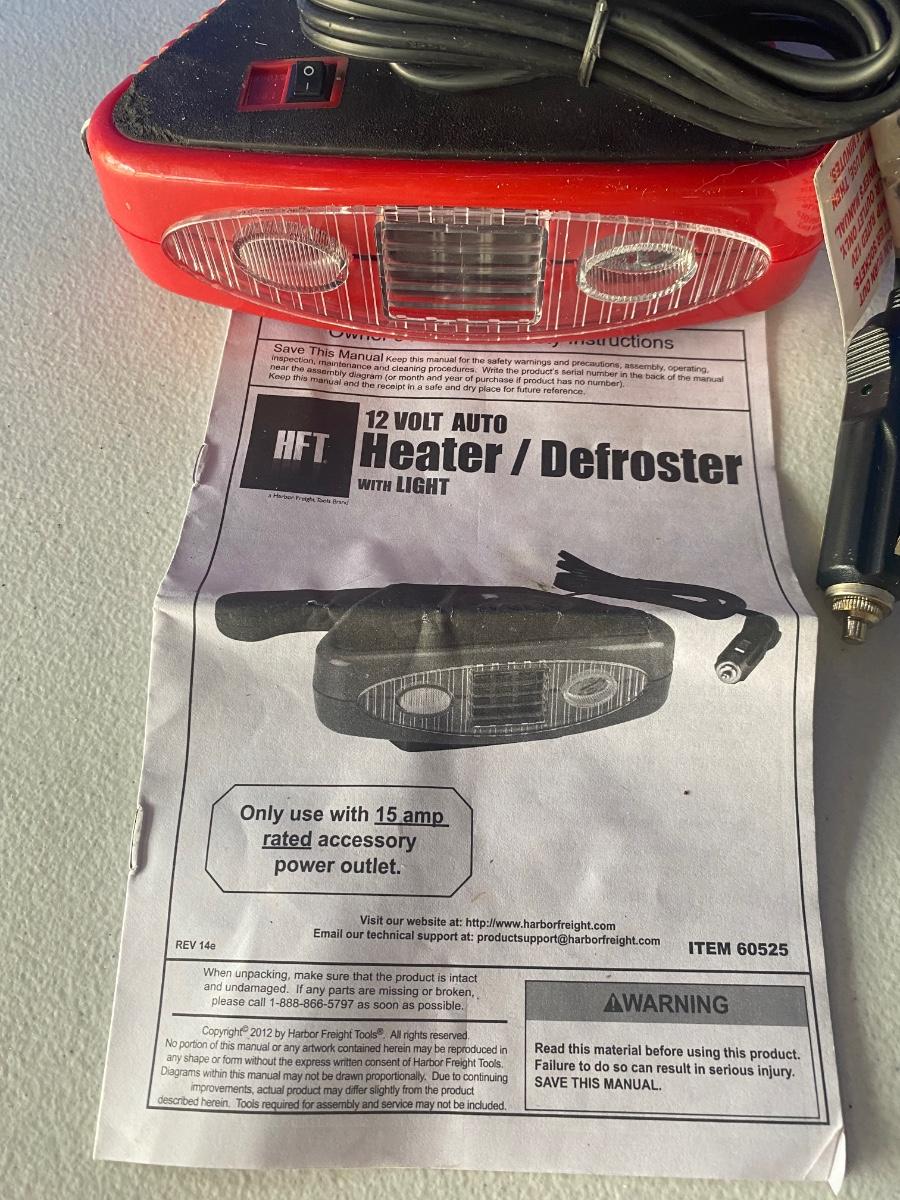 Instructions
Save This Manual Keep this manual for the safety warnings and precautions, assembly, operating,
inspection, maintenance and cleaning procedures. Write the product's serial number in the back of the manual
near the assembly diagram (or month and year of purchase if product has no number).
Keep this manual and the receipt in a safe and dry place for future reference.
HFT
a Harbor Freight Tools Brand
12 VOLT AUTO
Heater / Defroster
WITH LIGHT
Only use with 15 amp
rated accessory
power outlet.
Visit our website at: http://www.harborfreight.com
Email our technical support at: productsupport@harborfreight.com
REV 14e
ITEM 60525
When unpacking, make sure that the product is intact
and undamaged. If any parts are missing or broken,
please call 1-888-866-5797 as soon as possible.
Copyright© 2012 by Harbor Freight Tools®. All rights reserved.
No portion of this manual or any artwork contained herein may be reproduced in
any shape or form without the express written consent of Harbor Freight Tools.
Diagrams within this manual may not be drawn proportionally. Due to continuing
improvements, actual product may differ slightly from the product
described herein. Tools required for assembly and service may not be included.
⚠WARNING
Read this material before using this product.
Failure to do so can result in serious injury.
SAVE THIS MANUAL.